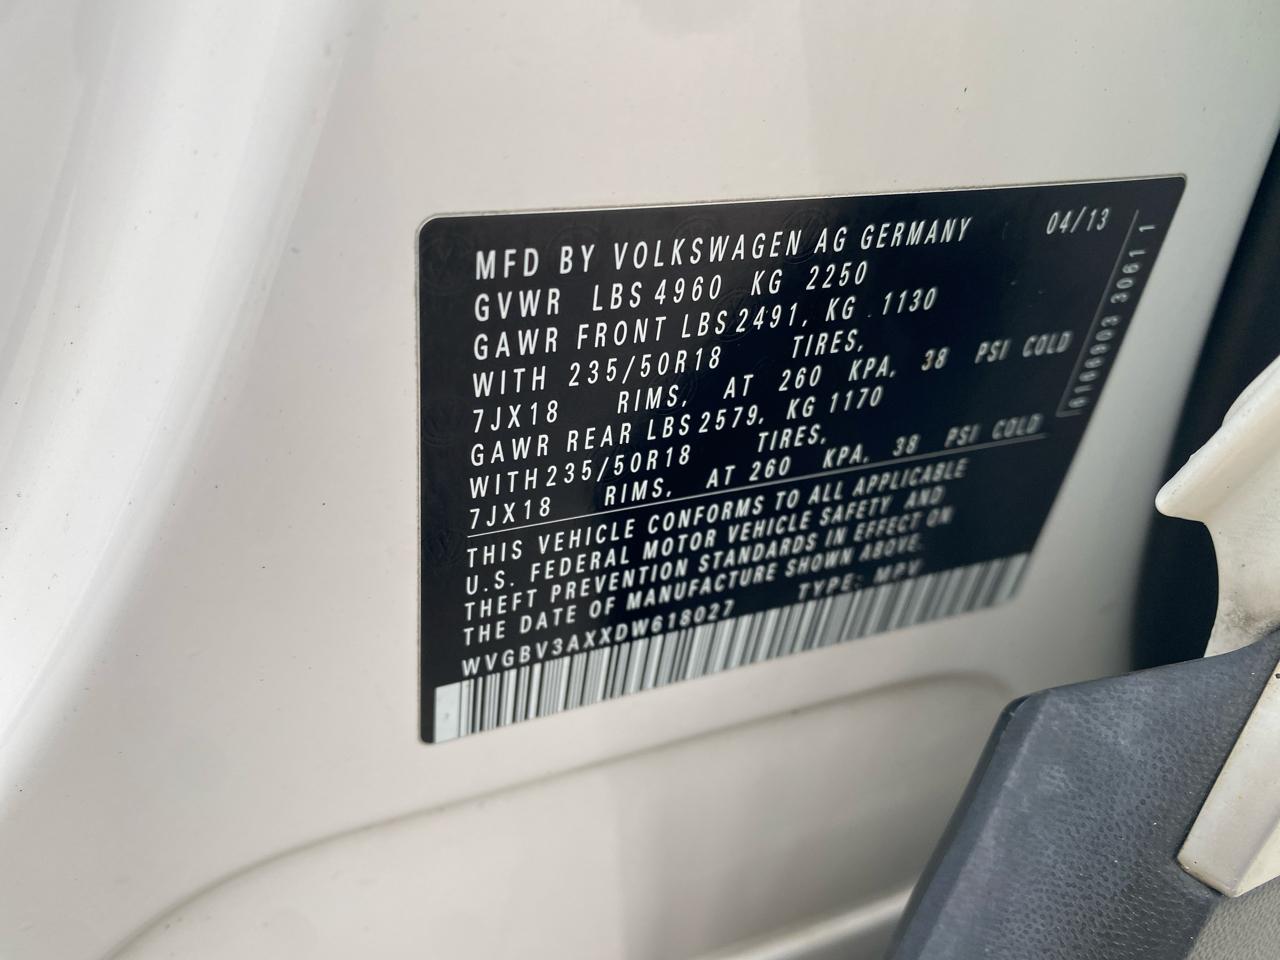 MFD BY VOLKSWAGEN AG GERMANY 04/13
GVWR LBS 4960 KG 2250
GAWR FRONT LBS 2491, KG 1130
WITH 235/50R18 TIRES,
7JX18 RIMS, AT 260 KPA, 38 PSI COLD
GAWR REAR LBS 2579, KG 1170
WITH 235/50R18 TIRES,
7JX18 RIMS, AT 260 KPA, 38 PSI COLD
THIS VEHICLE CONFORMS TO ALL APPLICABLE
U.S. FEDERAL MOTOR VEHICLE SAFETY AND
THEFT PREVENTION STANDARDS IN EFFECT ON
THE DATE OF MANUFACTURE SHOWN ABOVE.
WVGBV3AXXDW618027 TYPE: MPV